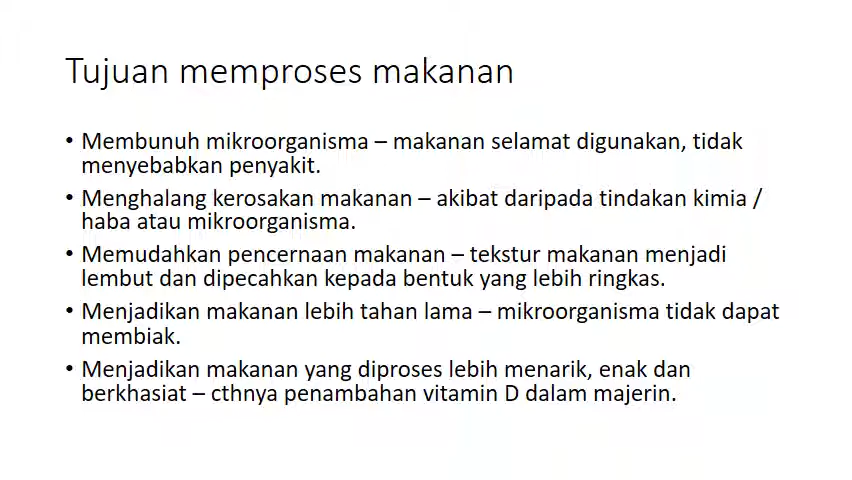 Tujuan memproses makanan
• Membunuh mikroorganisma – makanan selamat digunakan, tidak
menyebabkan penyakit.
• Menghalang kerosakan makanan – akibat daripada tindakan kimia /
haba atau mikroorganisma.
• Memudahkan pencernaan makanan – tekstur makanan menjadi
lembut dan dipecahkan kepada bentuk yang lebih ringkas.
• Menjadikan makanan lebih tahan lama – mikroorganisma tidak dapat
membiak.
• Menjadikan makanan yang diproses lebih menarik, enak dan
berkhasiat – cthnya penambahan vitamin D dalam majerin.